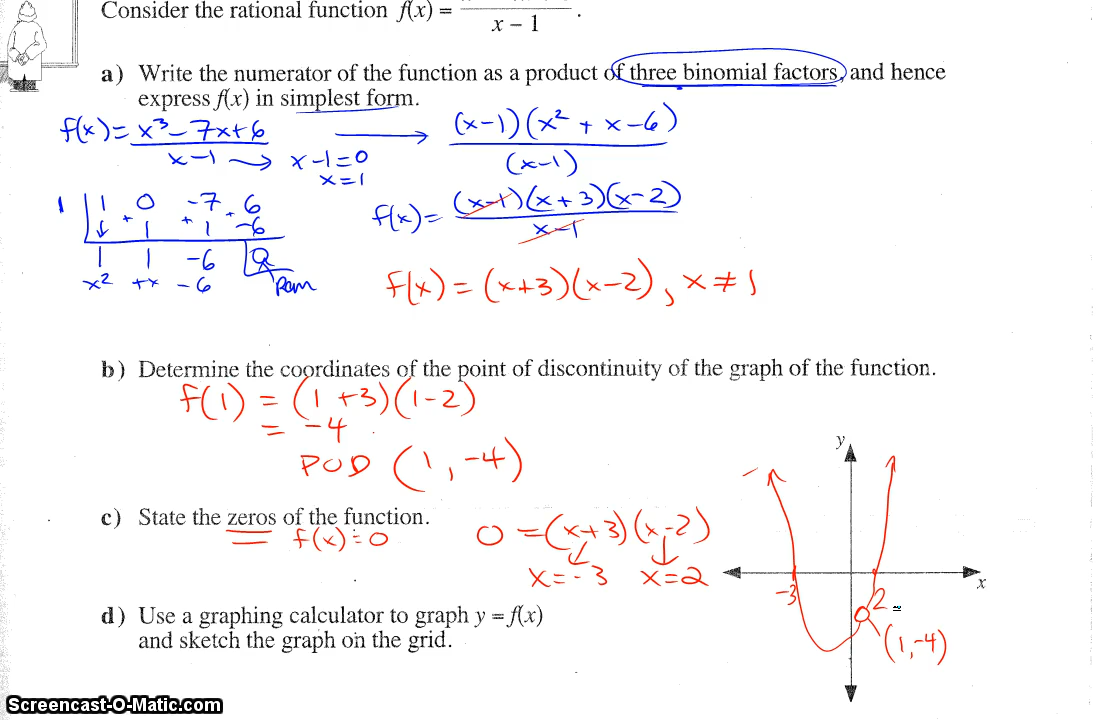 Consider the rational function f(x) =
x − 1 .
a) Write the numerator of the function as a product of three binomial factors, and hence
express f(x) in simplest form.
f(x) = x³ - 7x + 6 → (x-1)(x² + x - 6)
x-1 → x-1=0 (x-1)
x=1
1 1 0 -7 6
↓ + 1 + 1 + -6
1 1 -6 0
x² +x -6 Rem
f(x) = (x-1)(x+3)(x-2)
x-1
f(x) = (x+3)(x-2), x ≠ 1
b) Determine the coordinates of the point of discontinuity of the graph of the function.
f(1) = (1+3)(1-2)
= -4
POD (1, -4)
c) State the zeros of the function.
f(x) = 0
0 = (x+3)(x-2)
x=-3 x=2
d) Use a graphing calculator to graph y = f(x)
and sketch the graph on the grid.
y
x
-3
2
(1,-4)
Screencast-O-Matic.com